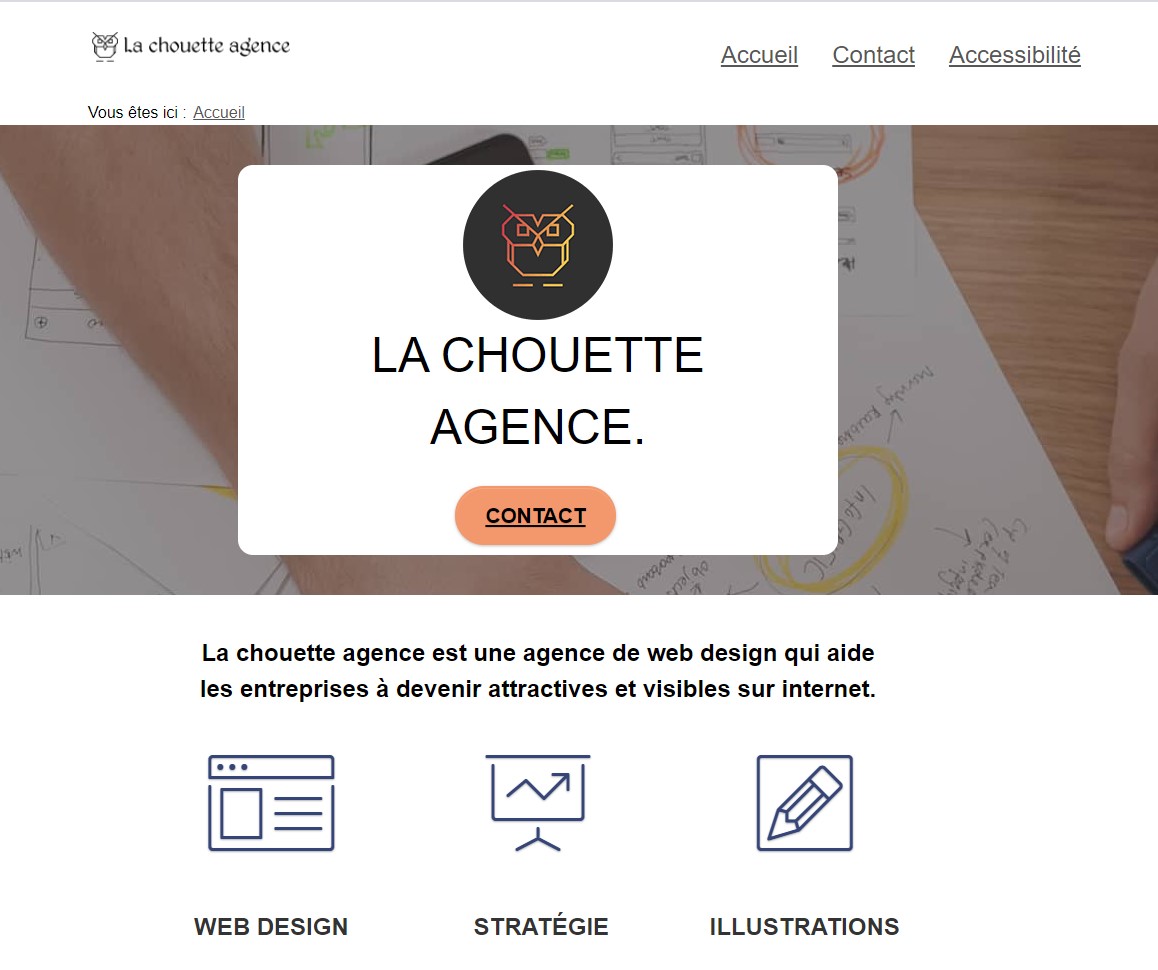 La chouette agence
Accueil Contact Accessibilité
Vous êtes ici : Accueil
LA CHOUETTE
AGENCE.
CONTACT
La chouette agence est une agence de web design qui aide
les entreprises à devenir attractives et visibles sur internet.
WEB DESIGN STRATÉGIE ILLUSTRATIONS